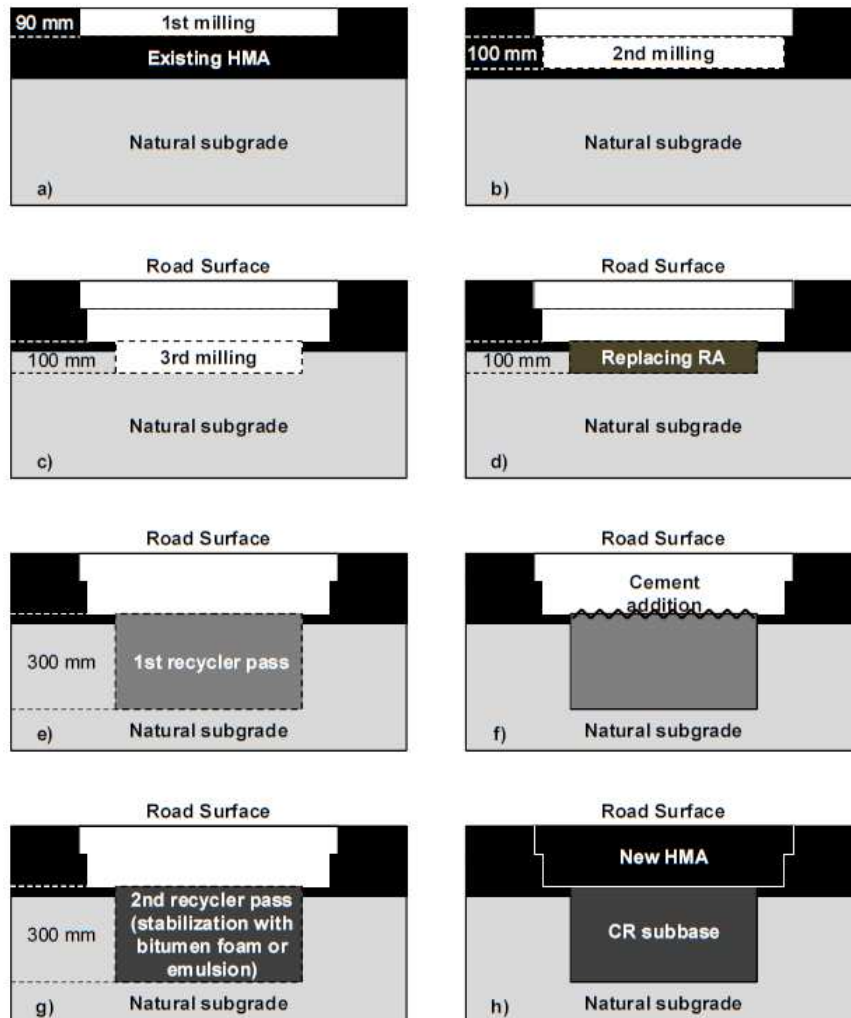 90 mm
1st milling
Existing HMA
Natural subgrade
a)
100 mm
2nd milling
Natural subgrade
b)
Road Surface
100 mm
3rd milling
Natural subgrade
c)
Road Surface
100 mm
Replacing RA
Natural subgrade
d)
Road Surface
300 mm
1st recycler pass
Natural subgrade
e)
Road Surface
Cement
addition
Natural subgrade
f)
Road Surface
300 mm
2nd recycler pass
(stabilization with
bitumen foam or
emulsion)
Natural subgrade
g)
Road Surface
New HMA
CR subbase
Natural subgrade
h)